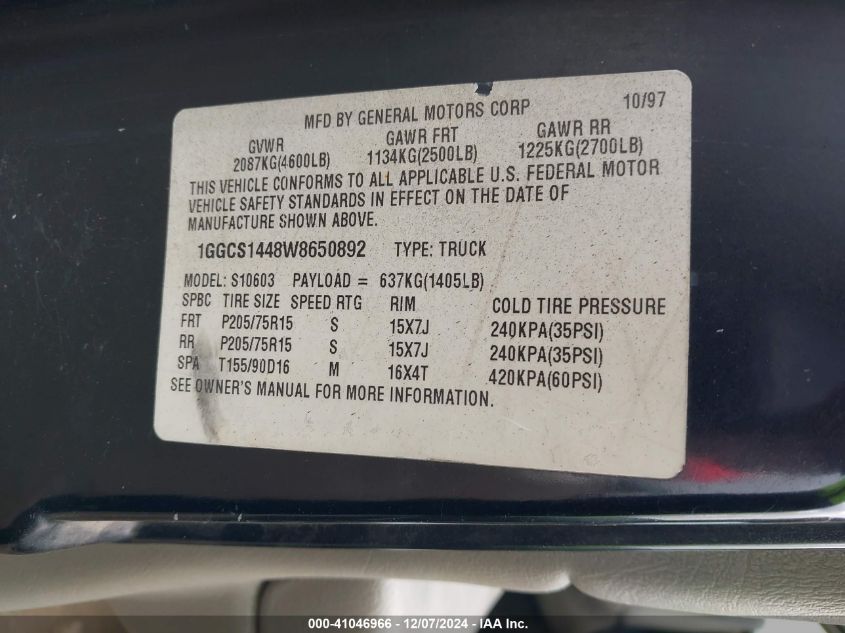 MFD BY GENERAL MOTORS CORP 10/97
GVWR GAWR FRT GAWR RR
2087KG(4600LB) 1134KG(2500LB) 1225KG(2700LB)
THIS VEHICLE CONFORMS TO ALL APPLICABLE U.S. FEDERAL MOTOR
VEHICLE SAFETY STANDARDS IN EFFECT ON THE DATE OF
MANUFACTURE SHOWN ABOVE.
1GGCS1448W8650892 TYPE: TRUCK
MODEL: S10603 PAYLOAD = 637KG(1405LB)
SPBC TIRE SIZE SPEED RTG RIM COLD TIRE PRESSURE
FRT P205/75R15 S 15X7J 240KPA(35PSI)
RR P205/75R15 S 15X7J 240KPA(35PSI)
SPA T155/90D16 M 16X4T 420KPA(60PSI)
SEE OWNER'S MANUAL FOR MORE INFORMATION.
000-41046966 - 12/07/2024 - IAA Inc.